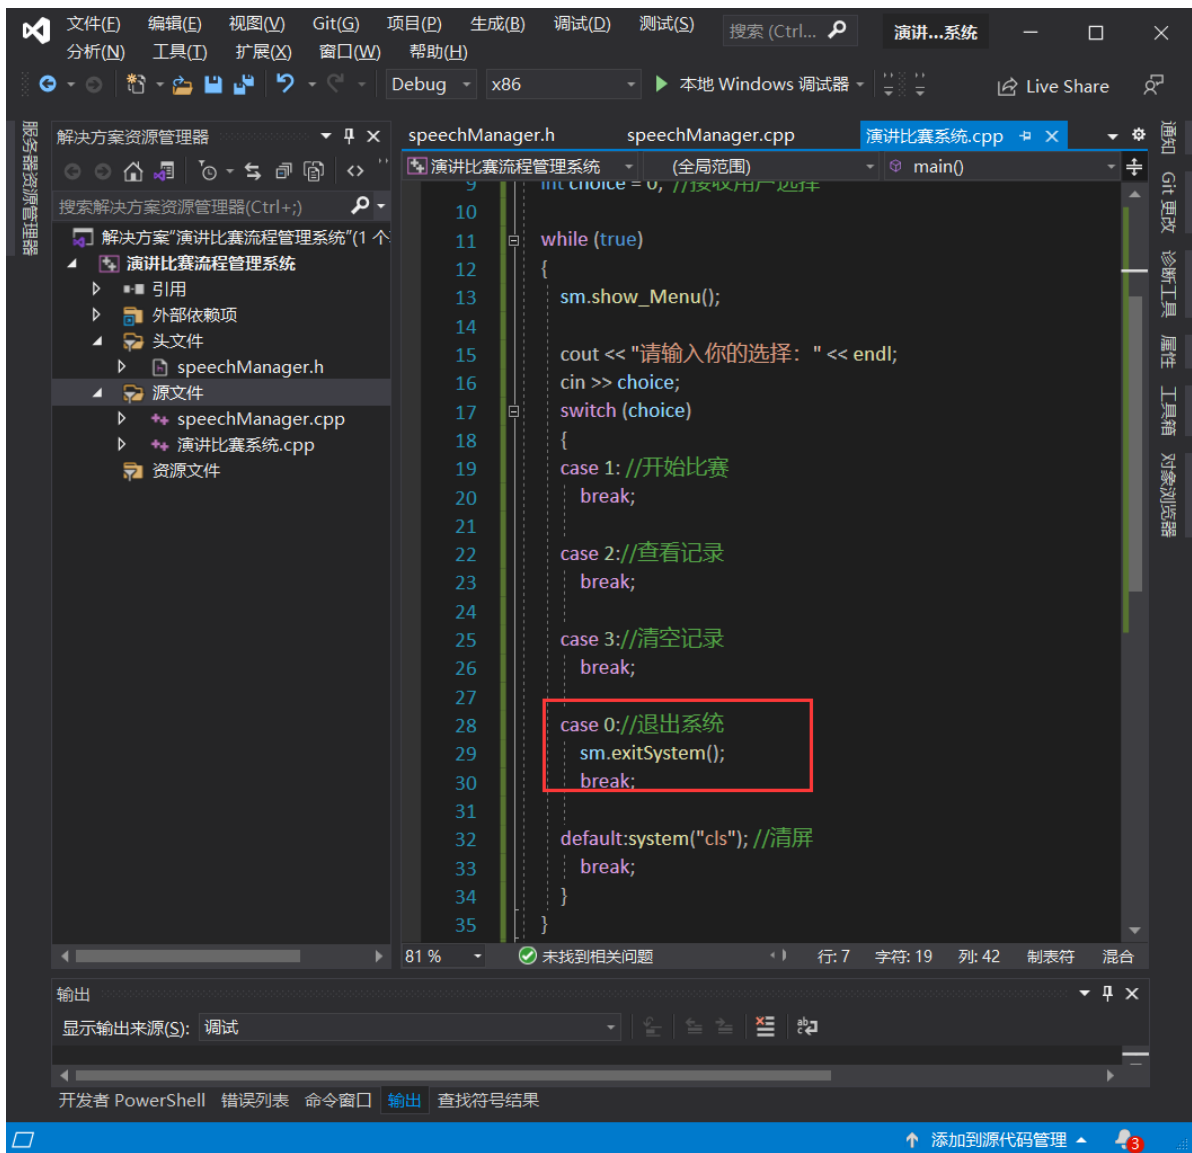 文件(F) 编辑(E) 视图(V) Git(G) 项目(P) 生成(B) 调试(D) 测试(S) 搜索 (Ctrl... 演讲...系统
分析(N) 工具(T) 扩展(X) 窗口(W) 帮助(H)
Debug x86 本地 Windows 调试器 Live Share
服务器资源管理器
解决方案资源管理器
搜索解决方案资源管理器(Ctrl+;)
解决方案"演讲比赛流程管理系统"(1 个
演讲比赛流程管理系统
引用
外部依赖项
头文件
speechManager.h
源文件
speechManager.cpp
演讲比赛系统.cpp
资源文件
speechManager.h speechManager.cpp 演讲比赛系统.cpp
演讲比赛流程管理系统 (全局范围) main()
9 int choice = 0; //接收用户选择
10
11 while (true)
12 {
13 sm.show_Menu();
14
15 cout << "请输入你的选择：" << endl;
16 cin >> choice;
17 switch (choice)
18 {
19 case 1: //开始比赛
20 break;
21
22 case 2://查看记录
23 break;
24
25 case 3://清空记录
26 break;
27
28 case 0://退出系统
29 sm.exitSystem();
30 break;
31
32 default:system("cls"); //清屏
33 break;
34 }
35 }
81 % 未找到相关问题 行: 7 字符: 19 列: 42 制表符 混合
通知
Git 更改
诊断工具
属性
工具箱
对象浏览器
输出
显示输出来源(S): 调试
开发者 PowerShell 错误列表 命令窗口 输出 查找符号结果
添加到源代码管理 3